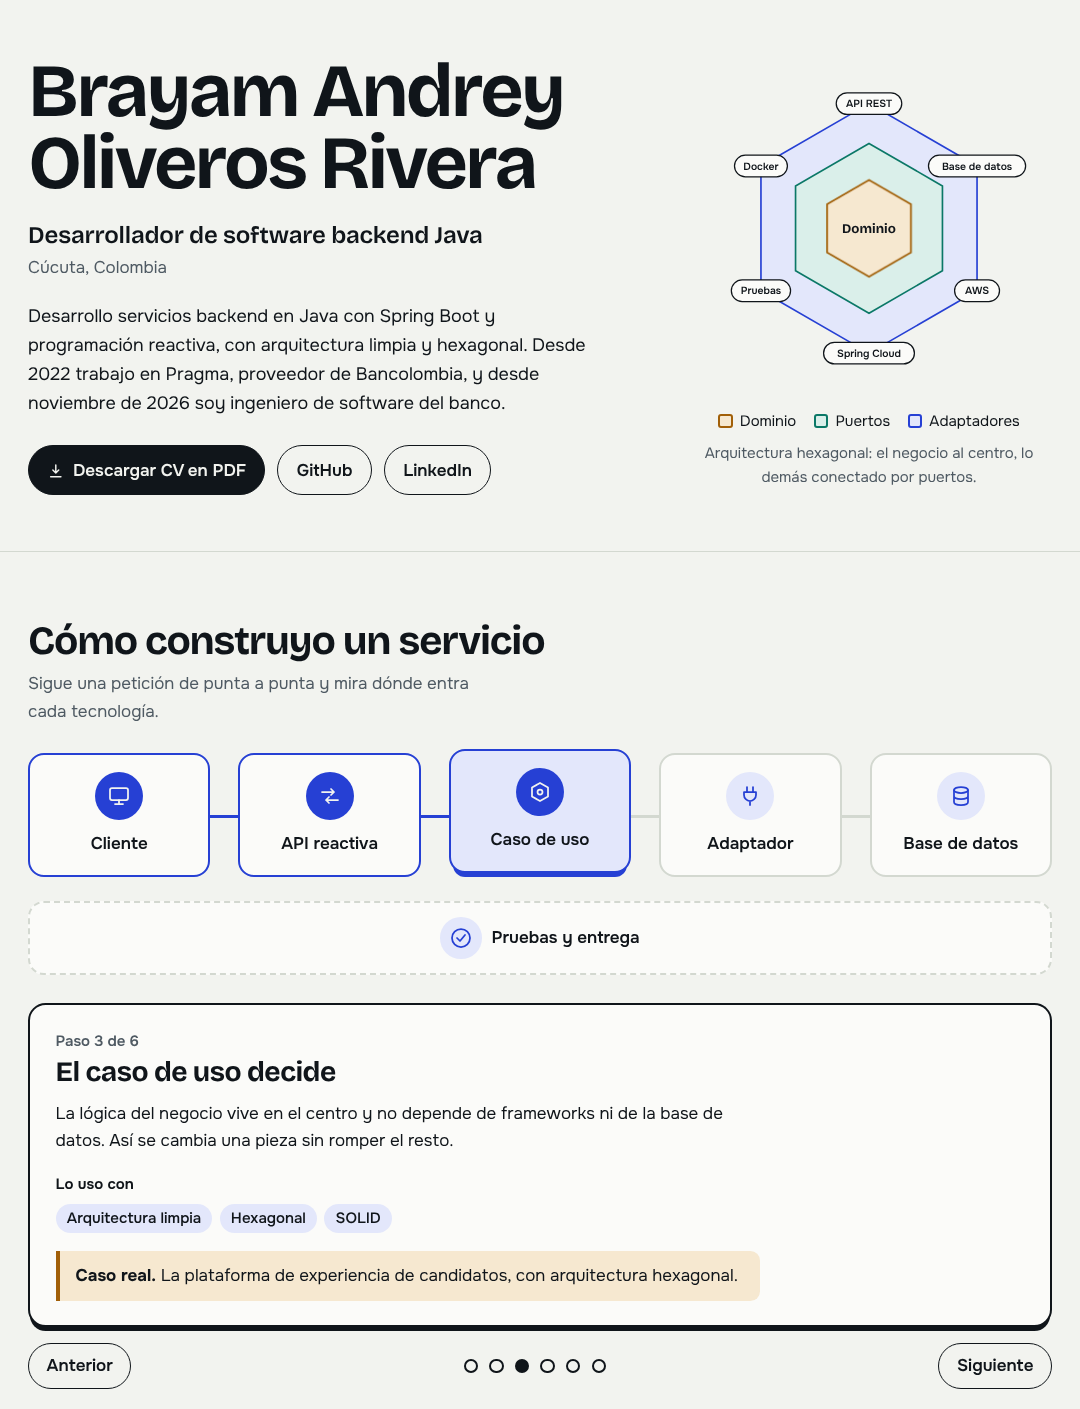 Brayam Andrey
Oliveros Rivera
Desarrollador de software backend Java
Cúcuta, Colombia
Desarrollo servicios backend en Java con Spring Boot y
programación reactiva, con arquitectura limpia y hexagonal. Desde
2022 trabajo en Pragma, proveedor de Bancolombia, y desde
noviembre de 2026 soy ingeniero de software del banco.
Descargar CV en PDF
GitHub
LinkedIn
API REST
Docker
Base de datos
Dominio
Pruebas
AWS
Spring Cloud
Dominio
Puertos
Adaptadores
Arquitectura hexagonal: el negocio al centro, lo
demás conectado por puertos.
Cómo construyo un servicio
Sigue una petición de punta a punta y mira dónde entra
cada tecnología.
Cliente
API reactiva
Caso de uso
Adaptador
Base de datos
Pruebas y entrega
Paso 3 de 6
El caso de uso decide
La lógica del negocio vive en el centro y no depende de frameworks ni de la base de
datos. Así se cambia una pieza sin romper el resto.
Lo uso con
Arquitectura limpia
Hexagonal
SOLID
Caso real. La plataforma de experiencia de candidatos, con arquitectura hexagonal.
Anterior
Siguiente